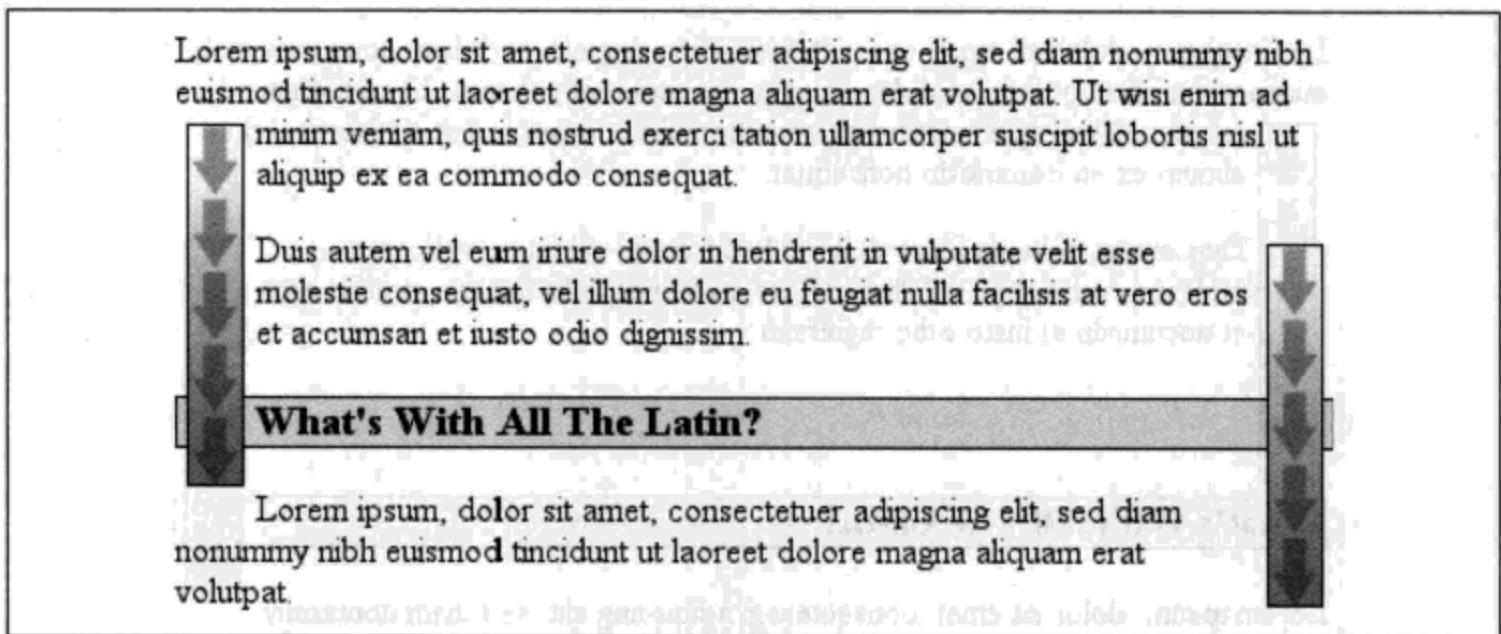 Lorem ipsum, dolor sit amet, consectetuer adipiscing elit, sed diam nonummy nibh
euismod tincidunt ut laoreet dolore magna aliquam erat volutpat. Ut wisi enim ad
minim veniam, quis nostrud exerci tation ullamcorper suscipit lobortis nisl ut
aliquip ex ea commodo consequat.
Duis autem vel eum iriure dolor in hendrerit in vulputate velit esse
molestie consequat, vel illum dolore eu feugiat nulla facilisis at vero eros
et accumsan et iusto odio dignissim.
What's With All The Latin?
Lorem ipsum, dolor sit amet, consectetuer adipiscing elit, sed diam
nonummy nibh euismod tincidunt ut laoreet dolore magna aliquam erat
volutpat.